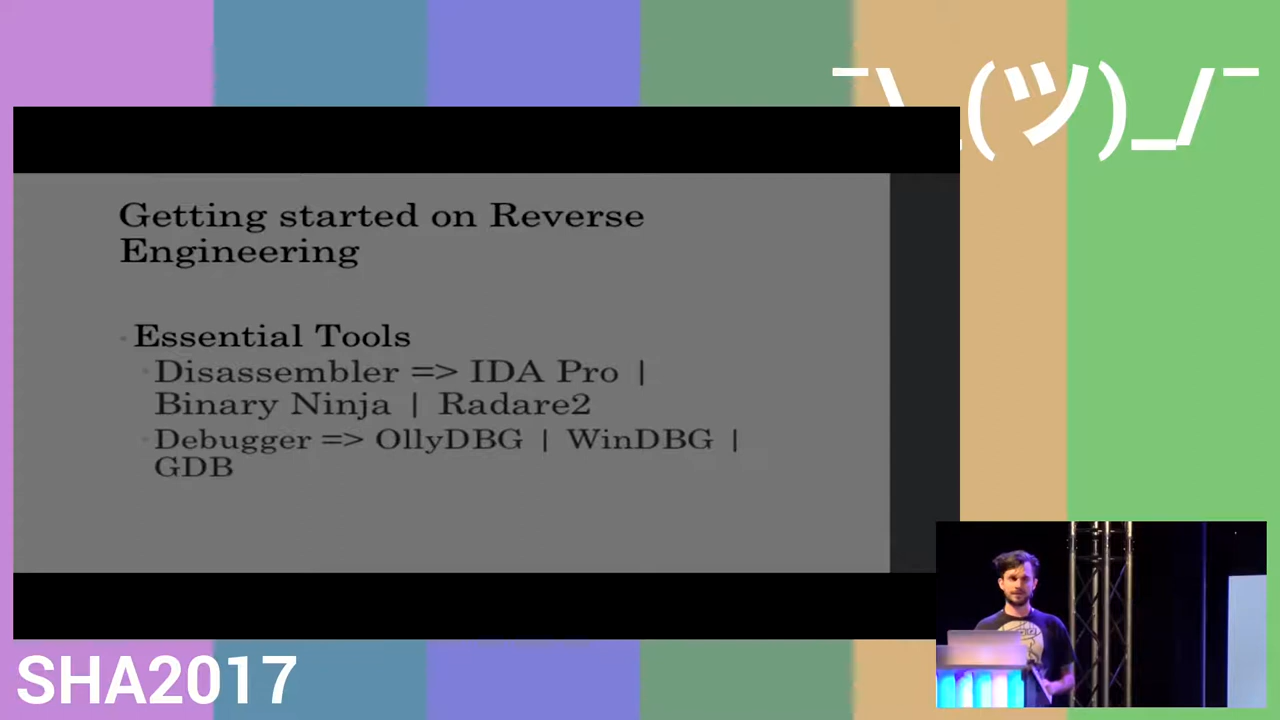 ¯\_(ツ)_/¯
Getting started on Reverse
Engineering
Essential Tools
Disassembler => IDA Pro |
Binary Ninja | Radare2
Debugger => OllyDBG | WinDBG |
GDB
SHA2017